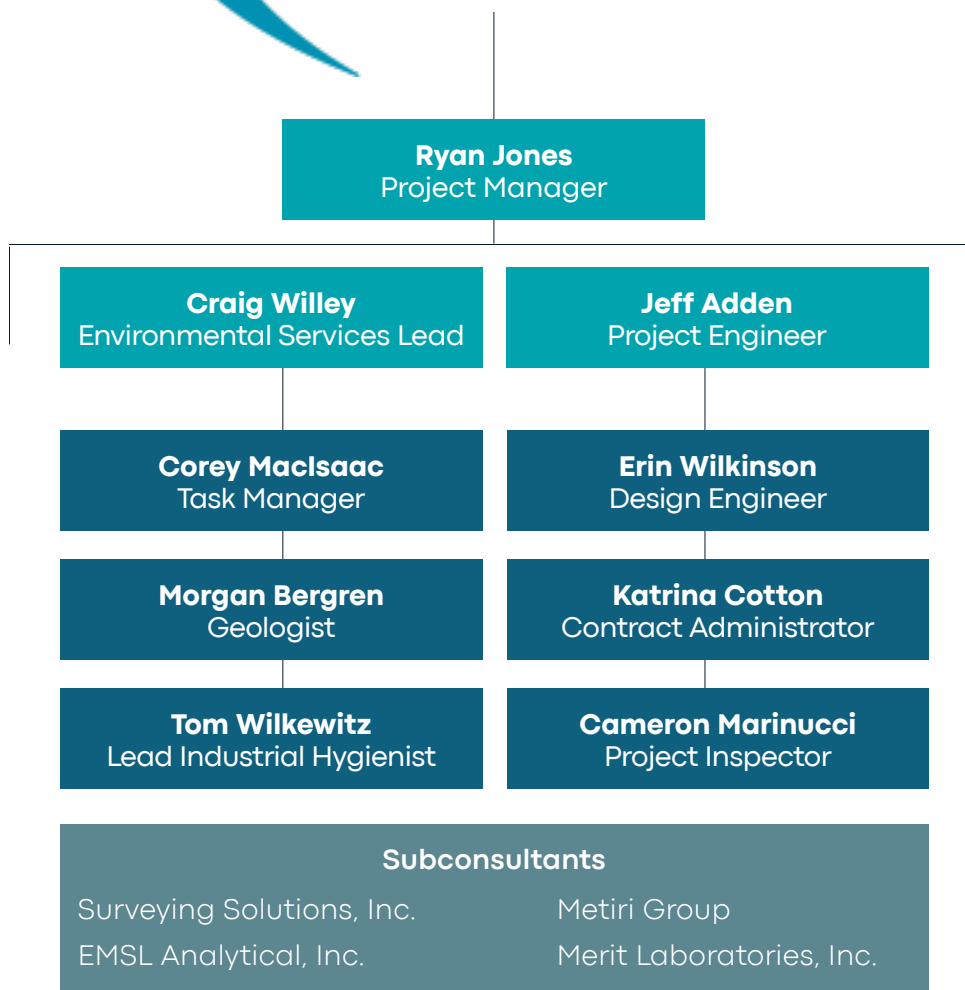 Ryan Jones
Project Manager
Craig Willey
Environmental Services Lead
Jeff Adden
Project Engineer
Corey MacIsaac
Task Manager
Erin Wilkinson
Design Engineer
Morgan Bergren
Geologist
Katrina Cotton
Contract Administrator
Tom Wilkewitz
Lead Industrial Hygienist
Cameron Marinucci
Project Inspector
Subconsultants
Surveying Solutions, Inc.
Metiri Group
EMSL Analytical, Inc.
Merit Laboratories, Inc.